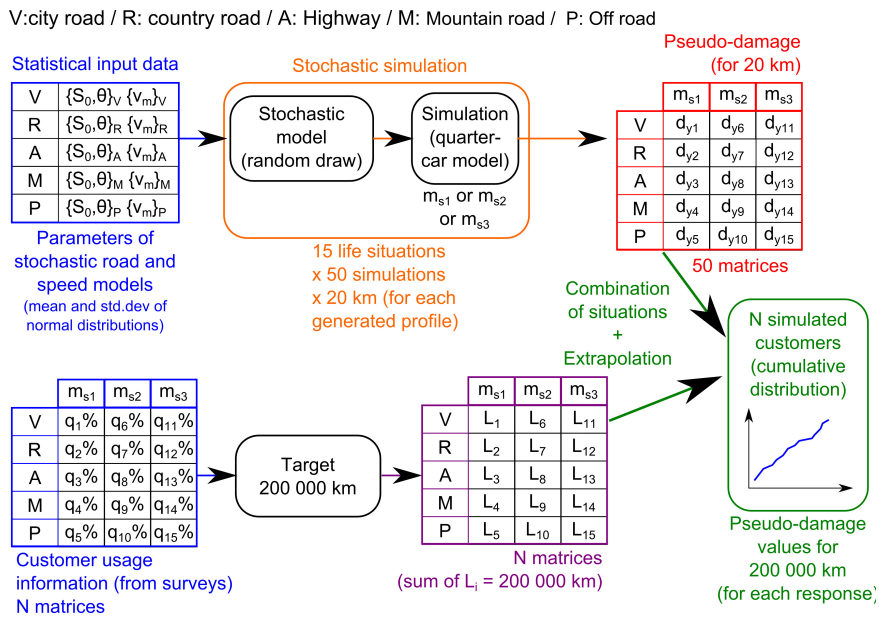 V:city road / R: country road / A: Highway / M: Mountain road / P: Off road
Statistical input data
V {S₀,θ}V {vₘ}V
R {S₀,θ}R {vₘ}R
A {S₀,θ}A {vₘ}A
M {S₀,θ}M {vₘ}M
P {S₀,θ}P {vₘ}P
Parameters of
stochastic road and
speed models
(mean and std.dev of
normal distributions)
Stochastic simulation
Stochastic
model
(random draw)
Simulation
(quarter-
car model)
ms1 or ms2
or ms3
15 life situations
x 50 simulations
x 20 km (for each
generated profile)
Pseudo-damage
(for 20 km)
ms1 ms2 ms3
V dy1 dy6 dy11
R dy2 dy7 dy12
A dy3 dy8 dy13
M dy4 dy9 dy14
P dy5 dy10 dy15
50 matrices
Combination
of situations
+
Extrapolation
ms1 ms2 ms3
V q1% q6% q11%
R q2% q7% q12%
A q3% q8% q13%
M q4% q9% q14%
P q5% q10% q15%
Customer usage
information (from surveys)
N matrices
Target
200 000 km
ms1 ms2 ms3
V L1 L6 L11
R L2 L7 L12
A L3 L8 L13
M L4 L9 L14
P L5 L10 L15
N matrices
(sum of Li = 200 000 km)
N simulated
customers
(cumulative
distribution)
Pseudo-damage
values for
200 000 km
(for each response)